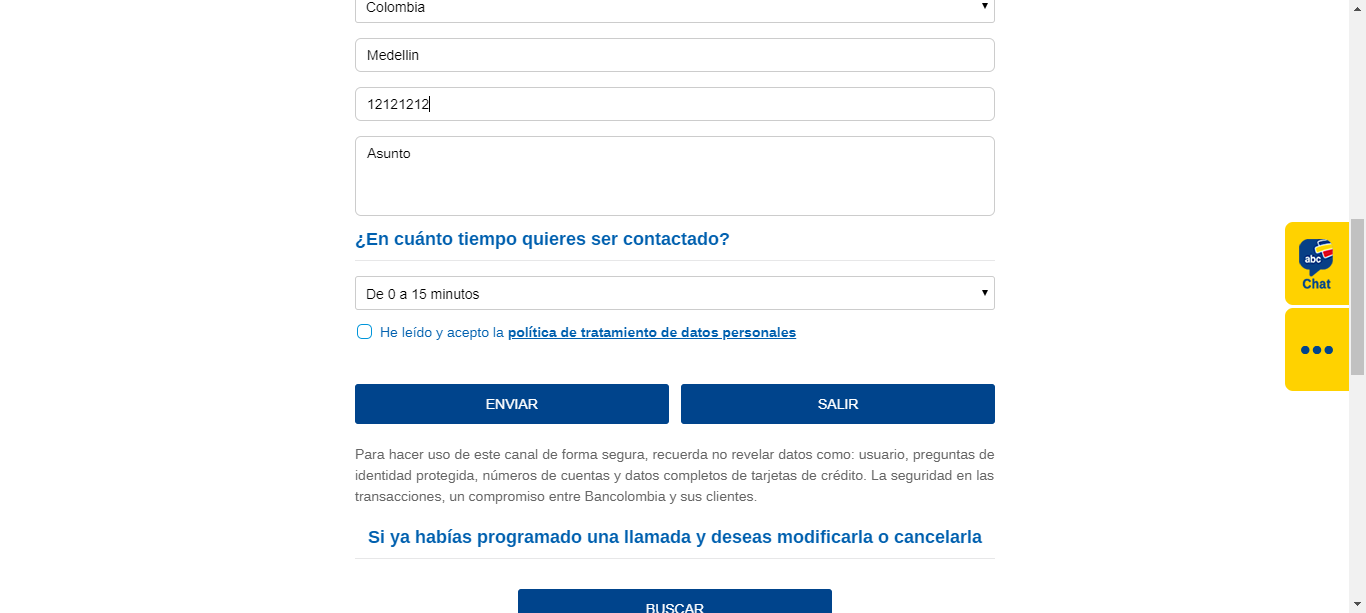 Colombia
Medellin
12121212
Asunto
¿En cuánto tiempo quieres ser contactado?
De 0 a 15 minutos
He leído y acepto la política de tratamiento de datos personales
ENVIAR
SALIR
Para hacer uso de este canal de forma segura, recuerda no revelar datos como: usuario, preguntas de
identidad protegida, números de cuentas y datos completos de tarjetas de crédito. La seguridad en las
transacciones, un compromiso entre Bancolombia y sus clientes.
Si ya habías programado una llamada y deseas modificarla o cancelarla
BUSCAR
abc
Chat